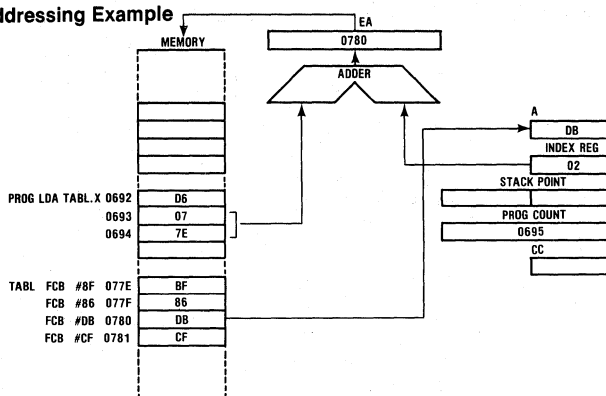 ddressing Example
EA
MEMORY
0780
ADDER
A
DB
INDEX REG
02
STACK POINT
PROG COUNT
0695
CC
PROG LDA TABL.X 0692 D6
0693 07
0694 7E
TABL FCB #8F 077E BF
FCB #86 077F 86
FCB #DB 0780 DB
FCB #CF 0781 CF